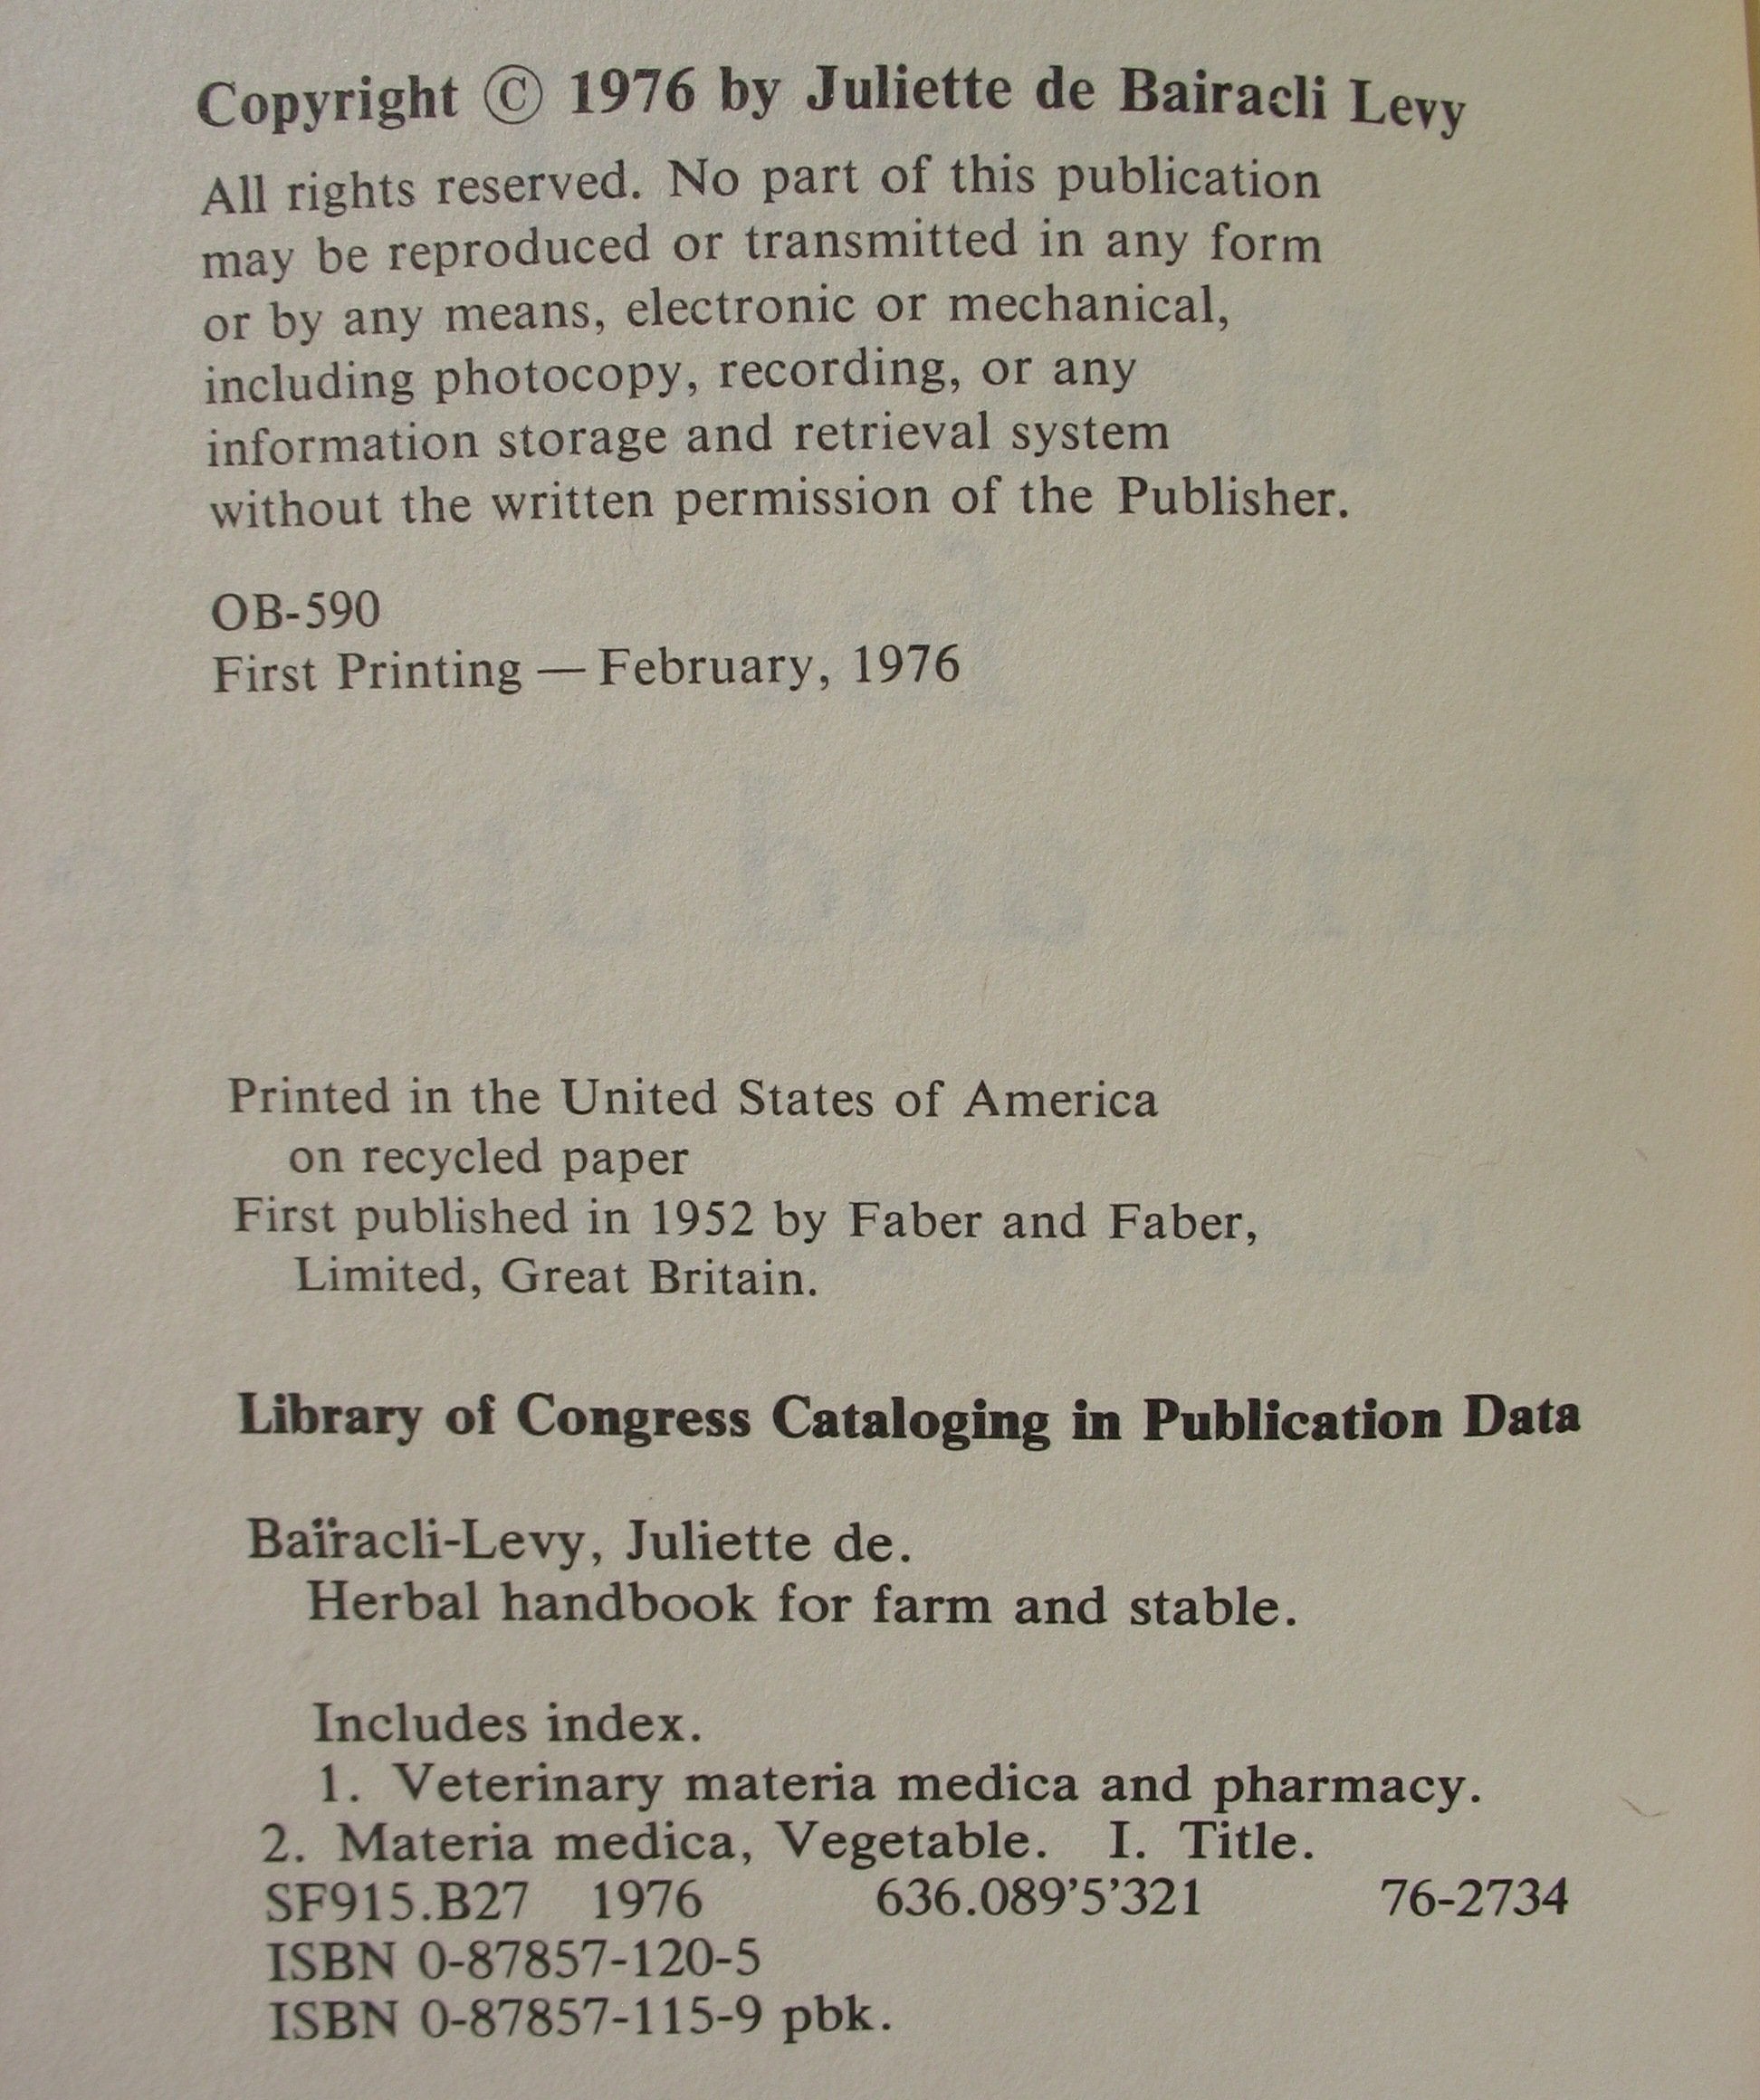 Copyright © 1976 by Juliette de Bairacli Levy
All rights reserved. No part of this publication
may be reproduced or transmitted in any form
or by any means, electronic or mechanical,
including photocopy, recording, or any
information storage and retrieval system
without the written permission of the Publisher.
OB-590
First Printing — February, 1976
Printed in the United States of America
on recycled paper
First published in 1952 by Faber and Faber,
Limited, Great Britain.
Library of Congress Cataloging in Publication Data
Baïracli-Levy, Juliette de.
Herbal handbook for farm and stable.
Includes index.
1. Veterinary materia medica and pharmacy.
2. Materia medica, Vegetable. I. Title.
SF915.B27 1976 636.089’5’321 76-2734
ISBN 0-87857-120-5
ISBN 0-87857-115-9 pbk.